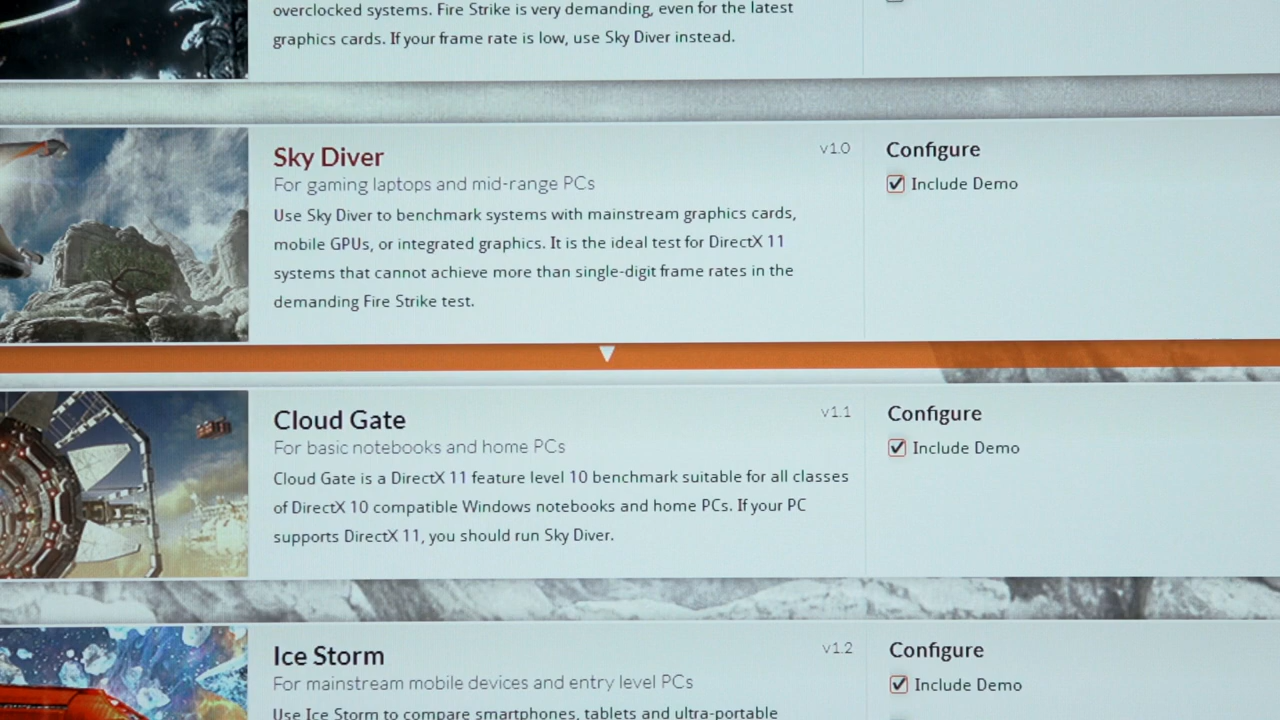 overclocked systems. Fire Strike is very demanding, even for the latest
graphics cards. If your frame rate is low, use Sky Diver instead.
Sky Diver
v1.0
For gaming laptops and mid-range PCs
Use Sky Diver to benchmark systems with mainstream graphics cards,
mobile GPUs, or integrated graphics. It is the ideal test for DirectX 11
systems that cannot achieve more than single-digit frame rates in the
demanding Fire Strike test.
Configure
Include Demo
Cloud Gate
v1.1
For basic notebooks and home PCs
Cloud Gate is a DirectX 11 feature level 10 benchmark suitable for all classes
of DirectX 10 compatible Windows notebooks and home PCs. If your PC
supports DirectX 11, you should run Sky Diver.
Configure
Include Demo
Ice Storm
v1.2
For mainstream mobile devices and entry level PCs
Use Ice Storm to compare smartphones, tablets and ultra-portable
Configure
Include Demo